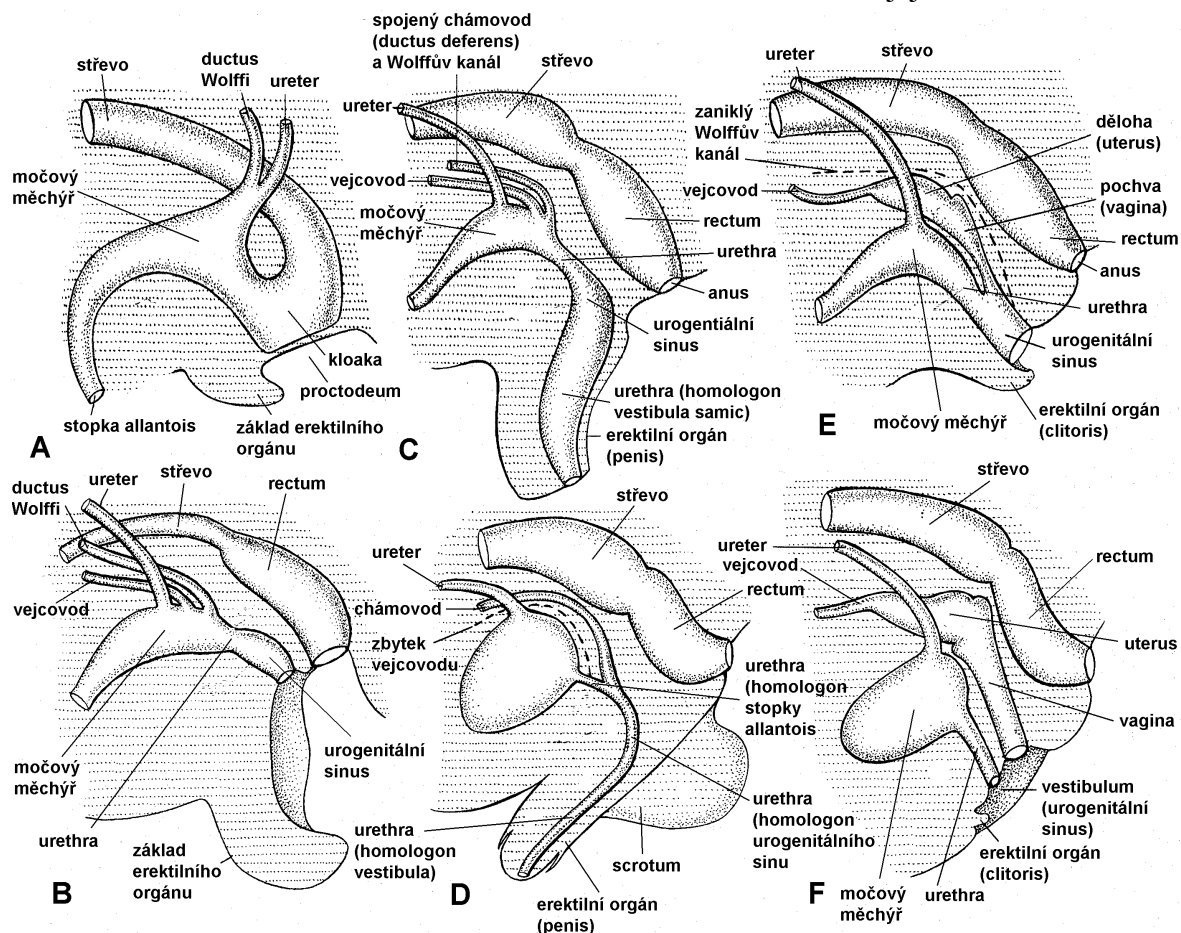 střevo
ductus
Wolffi
ureter
močový
měchýř
kloaka
proctodeum
stopka allantois
základ erektilního
orgánu
A
spojený chámovod
(ductus deferens)
a Wolffův kanál
střevo
ureter
vejcovod
močový
měchýř
rectum
urethra
anus
urogentiální
sinus
urethra (homologon
vestibula samic)
erektilní orgán
(penis)
C
ureter
střevo
zaniklý
Wolffův
kanál
děloha
(uterus)
vejcovod
pochva
(vagina)
rectum
anus
urethra
urogenitální
sinus
močový měchýř
erektilní orgán
(clitoris)
E
ductus
Wolffi
ureter
střevo
rectum
vejcovod
močový
měchýř
urogenitální
sinus
urethra
základ
erektilního
orgánu
B
střevo
ureter
rectum
chámovod
zbytek
vejcovodu
urethra
(homologon
stopky
allantois
urethra
(homologon
urogenitálního
sinu
urethra
(homologon
vestibula)
scrotum
erektilní orgán
(penis)
D
střevo
ureter
vejcovod
rectum
uterus
vagina
vestibulum
(urogenitální
sinus)
erektilní orgán
(clitoris)
močový
měchýř
urethra
F